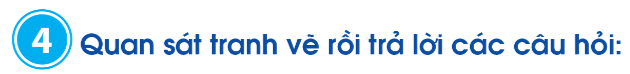 4 Quan sát tranh vẽ rồi trả lời các câu hỏi: